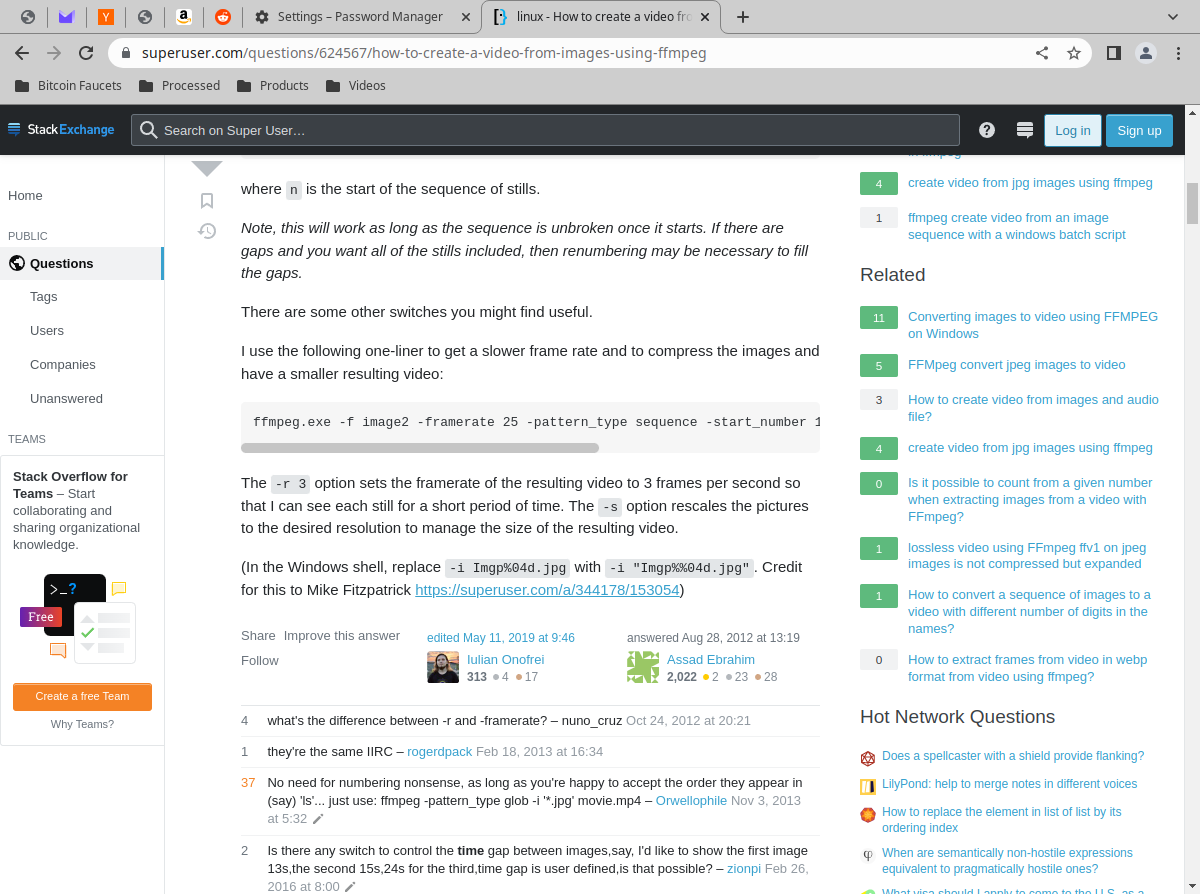 Settings – Password Manager
linux - How to create a video fro
superuser.com/questions/624567/how-to-create-a-video-from-images-using-ffmpeg
Bitcoin Faucets
Processed
Products
Videos
StackExchange
Search on Super User…
Log in
Sign up
Home
PUBLIC
Questions
Tags
Users
Companies
Unanswered
TEAMS
Stack Overflow for
Teams – Start
collaborating and
sharing organizational
knowledge.
>_?
Free
Create a free Team
Why Teams?
where n is the start of the sequence of stills.
Note, this will work as long as the sequence is unbroken once it starts. If there are
gaps and you want all of the stills included, then renumbering may be necessary to fill
the gaps.
There are some other switches you might find useful.
I use the following one-liner to get a slower frame rate and to compress the images and
have a smaller resulting video:
ffmpeg.exe -f image2 -framerate 25 -pattern_type sequence -start_number 1
The -r 3 option sets the framerate of the resulting video to 3 frames per second so
that I can see each still for a short period of time. The -s option rescales the pictures
to the desired resolution to manage the size of the resulting video.
(In the Windows shell, replace -i Imgp%04d.jpg with -i "Imgp%%04d.jpg". Credit
for this to Mike Fitzpatrick https://superuser.com/a/344178/153054)
Share Improve this answer
Follow
edited May 11, 2019 at 9:46
Iulian Onofrei
313 4 17
answered Aug 28, 2012 at 13:19
Assad Ebrahim
2,022 2 23 28
4 what's the difference between -r and -framerate? – nuno_cruz Oct 24, 2012 at 20:21
1 they're the same IIRC – rogerdpack Feb 18, 2013 at 16:34
37 No need for numbering nonsense, as long as you're happy to accept the order they appear in
(say) 'ls'... just use: ffmpeg -pattern_type glob -i '*.jpg' movie.mp4 – Orwellophile Nov 3, 2013
at 5:32
2 Is there any switch to control the time gap between images,say, I'd like to show the first image
13s,the second 15s,24s for the third,time gap is user defined,is that possible? – zionpi Feb 26,
2016 at 8:00
in ffmpeg
4 create video from jpg images using ffmpeg
1 ffmpeg create video from an image
sequence with a windows batch script
Related
11 Converting images to video using FFMPEG
on Windows
5 FFMpeg convert jpeg images to video
3 How to create video from images and audio
file?
4 create video from jpg images using ffmpeg
0 Is it possible to count from a given number
when extracting images from a video with
FFmpeg?
1 lossless video using FFmpeg ffv1 on jpeg
images is not compressed but expanded
1 How to convert a sequence of images to a
video with different number of digits in the
names?
0 How to extract frames from video in webp
format from video using ffmpeg?
Hot Network Questions
Does a spellcaster with a shield provide flanking?
LilyPond: help to merge notes in different voices
How to replace the element in list of list by its
ordering index
When are semantically non-hostile expressions
equivalent to pragmatically hostile ones?
What visa should I apply to come to the U.S. as a